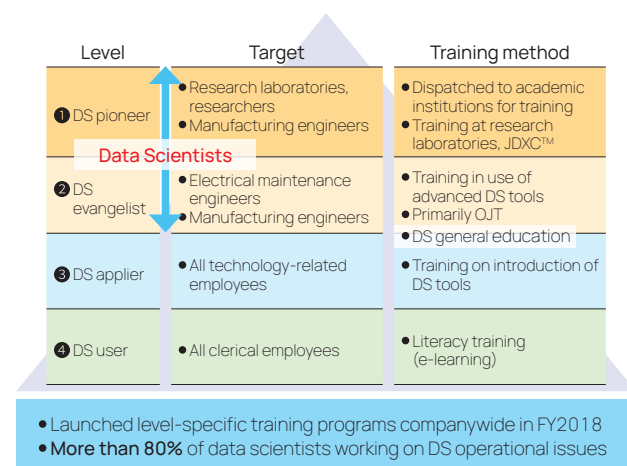 Level
Target
Training method
❶ DS pioneer
● Research laboratories,
researchers
● Manufacturing engineers
● Dispatched to academic
institutions for training
● Training at research
laboratories, JDXC™
Data Scientists
❷ DS
evangelist
● Electrical maintenance
engineers
● Manufacturing engineers
● Training in use of
advanced DS tools
● Primarily OJT
● DS general education
❸ DS applier
● All technology-related
employees
● Training on introduction of
DS tools
❹ DS user
● All clerical employees
● Literacy training
(e-learning)
● Launched level-specific training programs companywide in FY2018
● More than 80% of data scientists working on DS operational issues